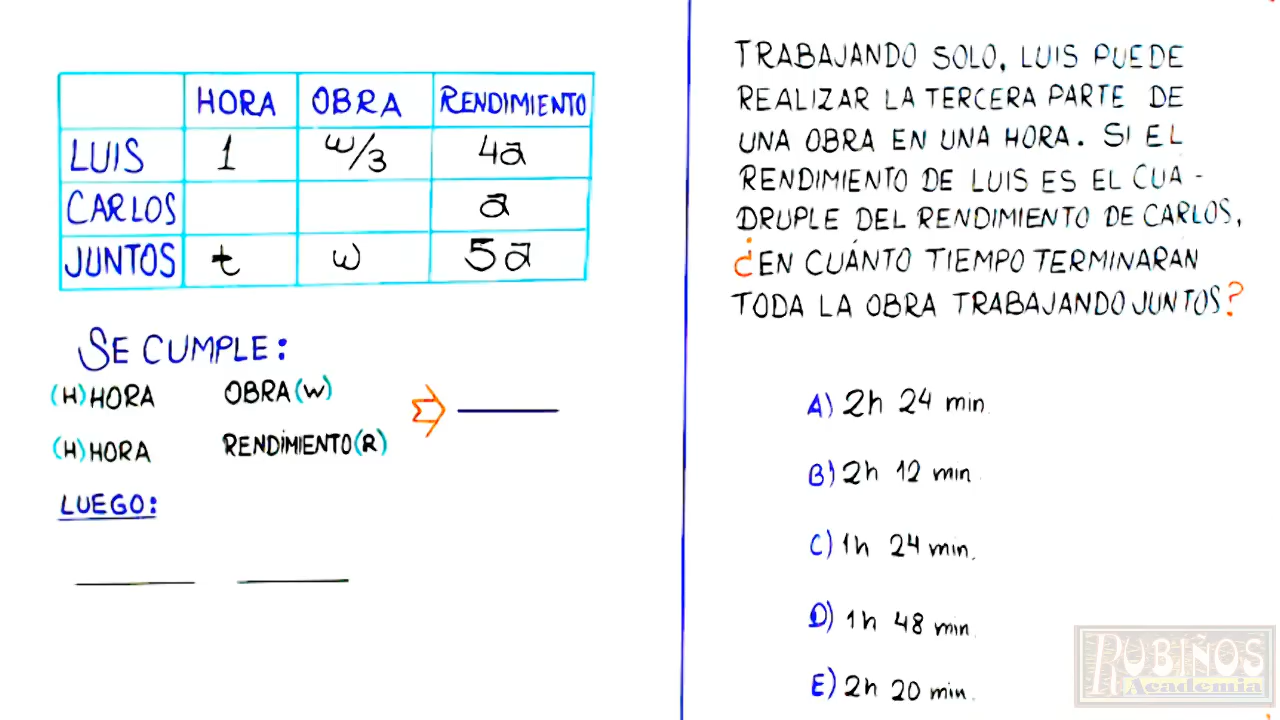 HORA OBRA RENDIMIENTO
LUIS 1 w/3 4a
CARLOS a
JUNTOS t w 5a
SE CUMPLE:
(H) HORA OBRA (W)
(H) HORA RENDIMIENTO (R)
LUEGO:
TRABAJANDO SOLO, LUIS PUEDE
REALIZAR LA TERCERA PARTE DE
UNA OBRA EN UNA HORA. SI EL
RENDIMIENTO DE LUIS ES EL CUA-
DRUPLE DEL RENDIMIENTO DE CARLOS,
¿EN CUÁNTO TIEMPO TERMINARÁN
TODA LA OBRA TRABAJANDO JUNTOS?
A) 2h 24 min.
B) 2h 12 min.
C) 1h 24 min.
D) 1h 48 min.
E) 2h 20 min.
RUBIÑOS
Academia